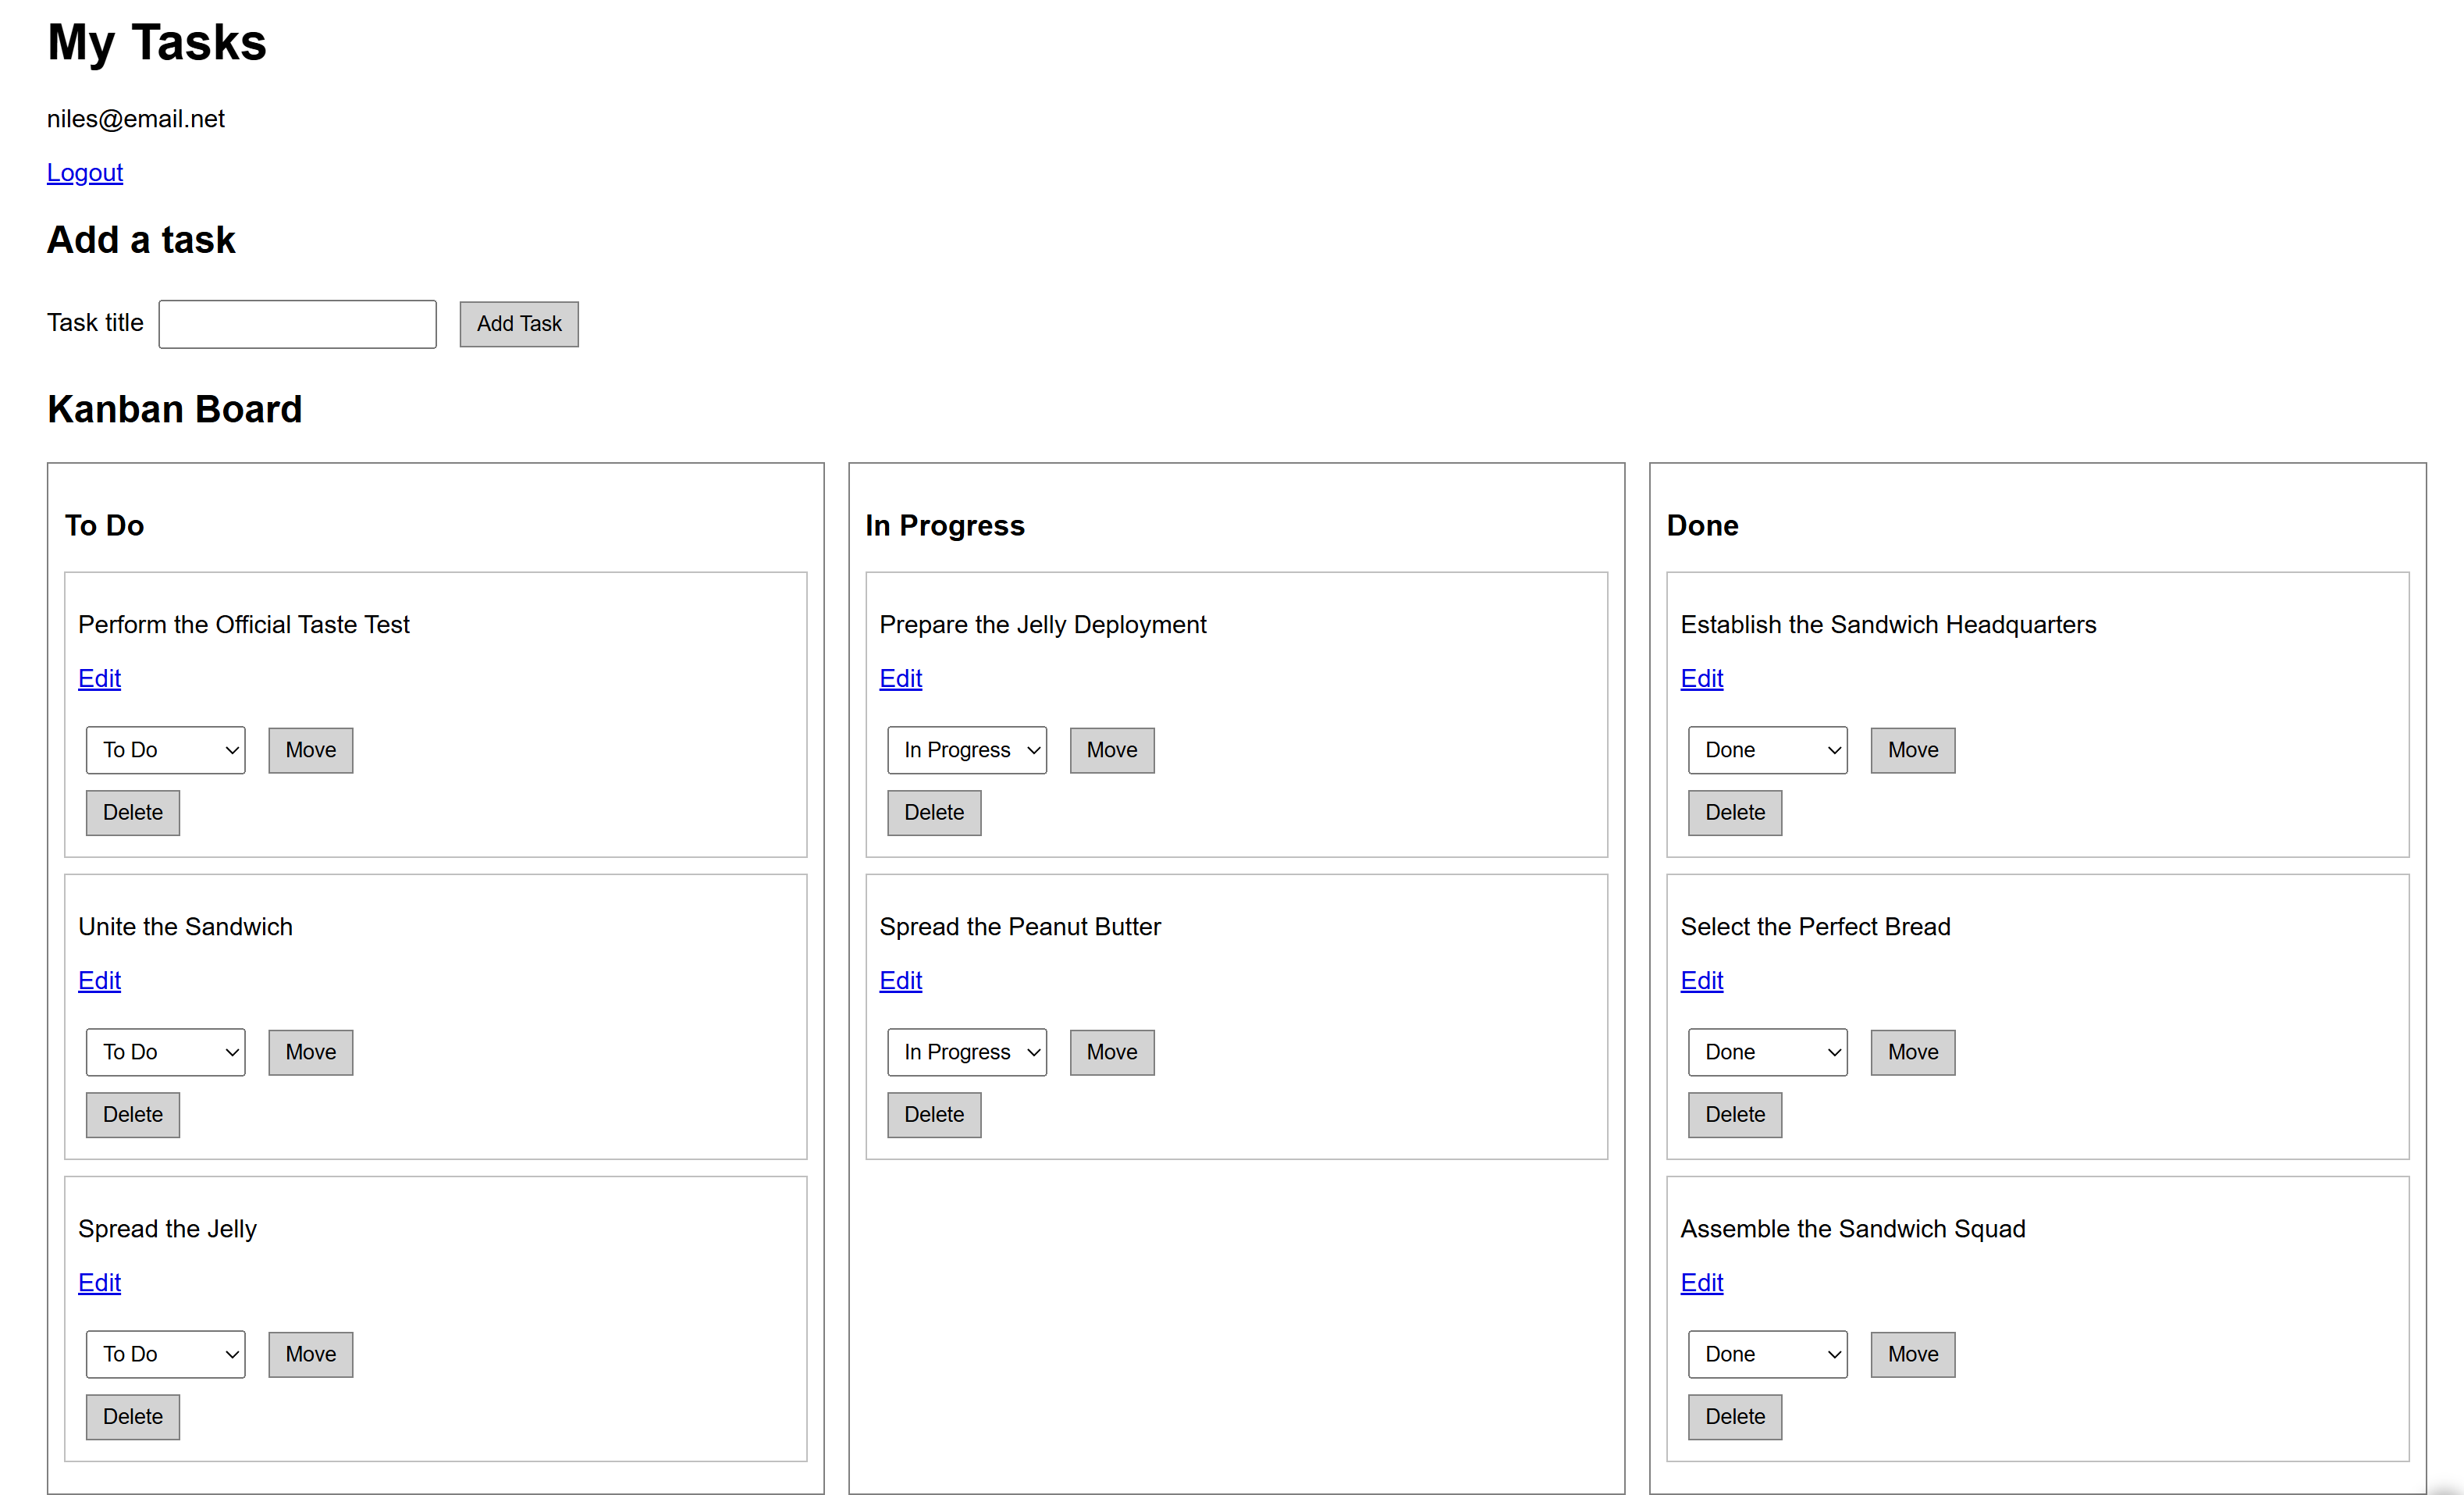 My Tasks
niles@email.net
Logout
Add a task
Task title Add Task
Kanban Board
To Do
Perform the Official Taste Test
Edit
To Do Move
Delete
Unite the Sandwich
Edit
To Do Move
Delete
Spread the Jelly
Edit
To Do Move
Delete
In Progress
Prepare the Jelly Deployment
Edit
In Progress Move
Delete
Spread the Peanut Butter
Edit
In Progress Move
Delete
Done
Establish the Sandwich Headquarters
Edit
Done Move
Delete
Select the Perfect Bread
Edit
Done Move
Delete
Assemble the Sandwich Squad
Edit
Done Move
Delete